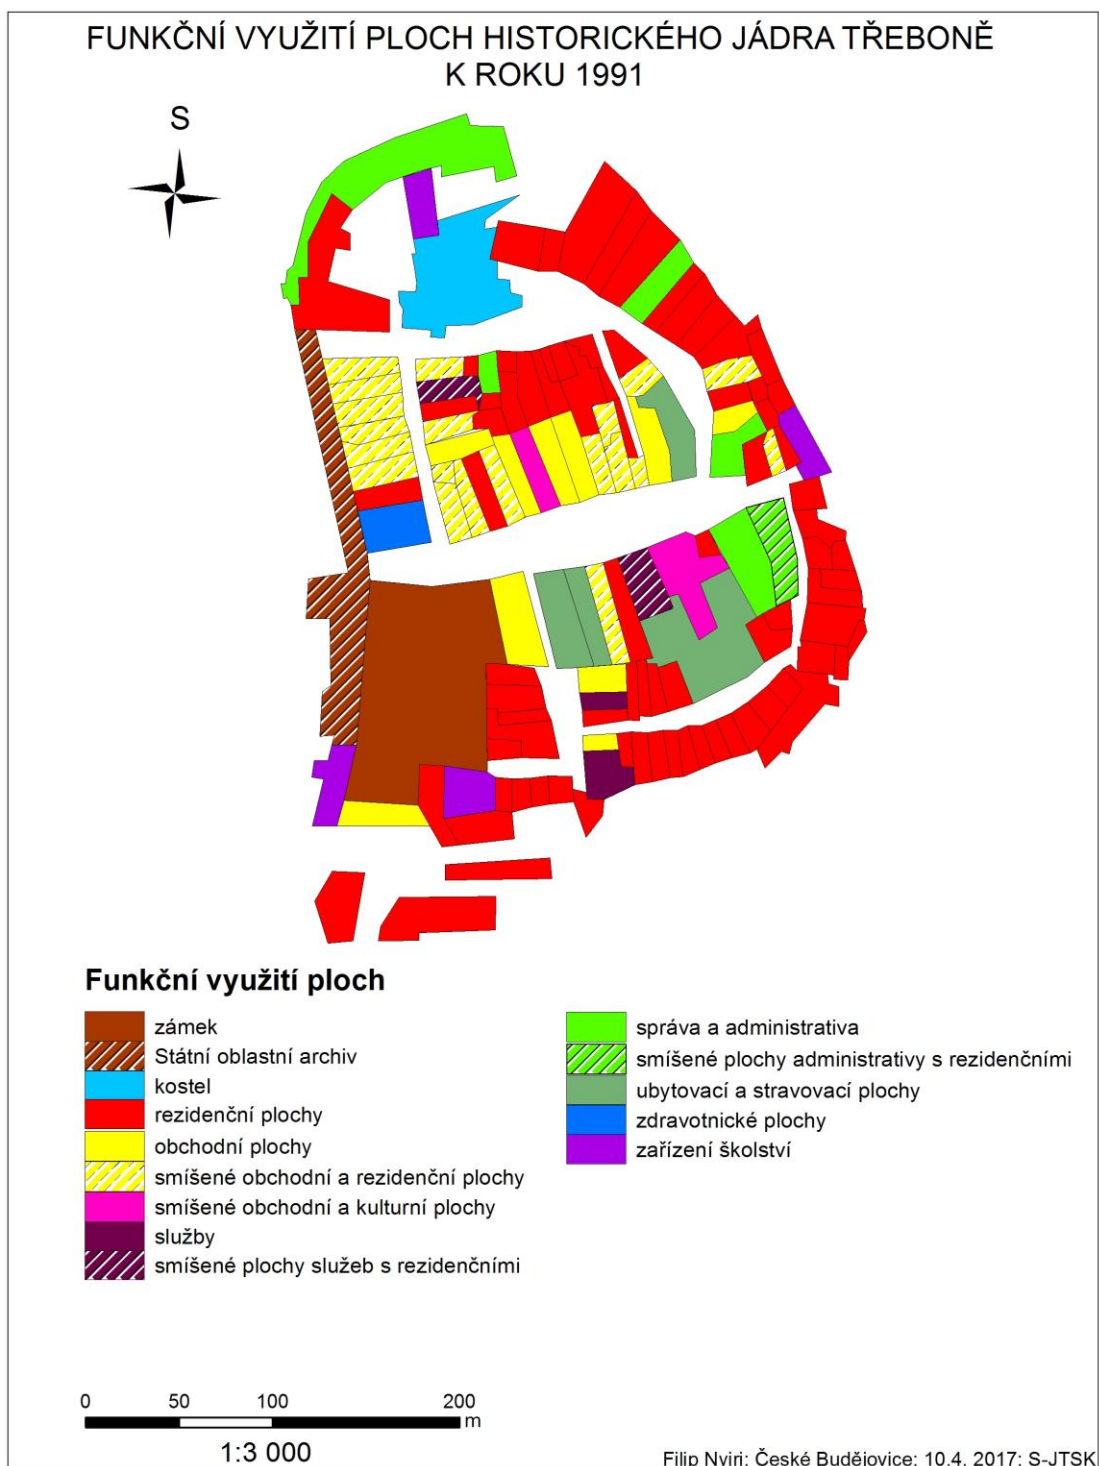 FUNKČNÍ VYUŽITÍ PLOCH HISTORICKÉHO JÁDRA TŘEBONĚ
K ROKU 1991
S
Funkční využití ploch
zámek
Státní oblastní archiv
kostel
rezidenční plochy
obchodní plochy
smíšené obchodní a rezidenční plochy
smíšené obchodní a kulturní plochy
služby
smíšené plochy služeb s rezidenčními
správa a administrativa
smíšené plochy administrativy s rezidenčními
ubytovací a stravovací plochy
zdravotnické plochy
zařízení školství
0 50 100 200
m
1:3 000
Filip Nyiri; České Budějovice; 10.4. 2017; S-JTSK